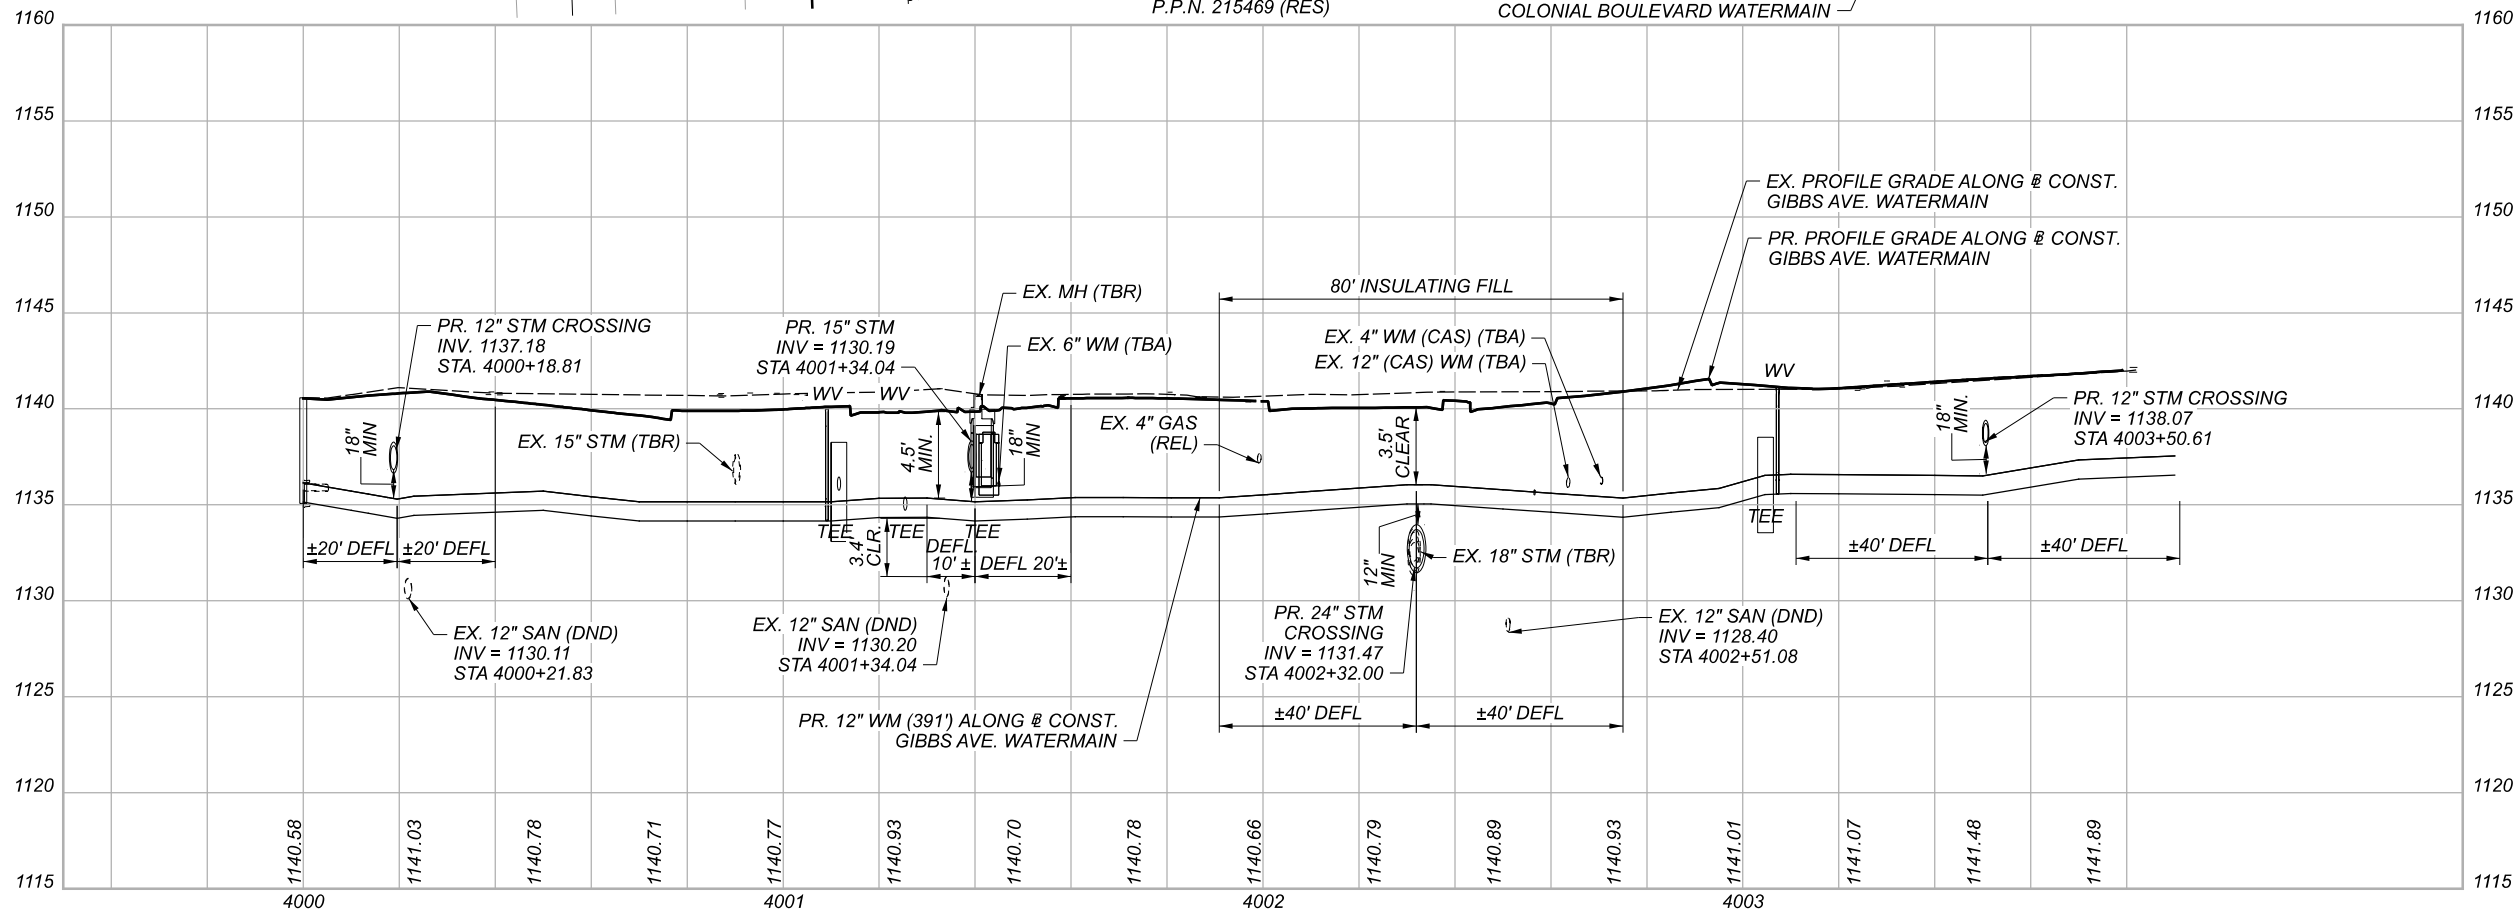 P.P.N. 215469 (RES)
COLONIAL BOULEVARD WATERMAIN
1160
1160
1155
1155
1150
1150
1145
1145
1140
1140
1135
1135
1130
1130
1125
1125
1120
1120
1115
1115
EX. PROFILE GRADE ALONG ⅊ CONST.
GIBBS AVE. WATERMAIN
PR. PROFILE GRADE ALONG ⅊ CONST.
GIBBS AVE. WATERMAIN
80' INSULATING FILL
EX. MH (TBR)
PR. 12" STM CROSSING
INV. 1137.18
STA. 4000+18.81
PR. 15" STM
INV = 1130.19
STA 4001+34.04
EX. 6" WM (TBA)
EX. 4" WM (CAS) (TBA)
EX. 12" (CAS) WM (TBA)
WV
WV
WV
18"
MIN
EX. 15" STM (TBR)
4.5'
MIN.
18"
MIN
EX. 4" GAS
(REL)
3.5'
CLEAR
18"
MIN.
PR. 12" STM CROSSING
INV = 1138.07
STA 4003+50.61
TEE
TEE
TEE
TEE
±20' DEFL
±20' DEFL
3.4
CLR.
DEFL.
10' ±
DEFL 20'±
12"
MIN
EX. 18" STM (TBR)
±40' DEFL
±40' DEFL
EX. 12" SAN (DND)
INV = 1130.11
STA 4000+21.83
EX. 12" SAN (DND)
INV = 1130.20
STA 4001+34.04
PR. 24" STM
CROSSING
INV = 1131.47
STA 4002+32.00
EX. 12" SAN (DND)
INV = 1128.40
STA 4002+51.08
PR. 12" WM (391') ALONG ⅊ CONST.
GIBBS AVE. WATERMAIN
±40' DEFL
±40' DEFL
1140.58
1141.03
1140.78
1140.71
1140.77
1140.93
1140.70
1140.78
1140.66
1140.79
1140.89
1140.93
1141.01
1141.07
1141.48
1141.89
4000
4001
4002
4003